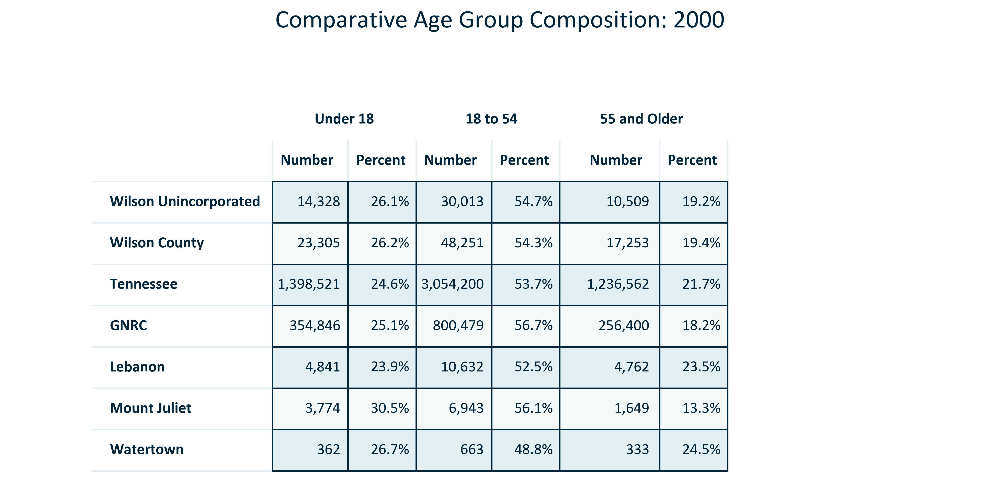 Comparative Age Group Composition: 2000
Under 18 18 to 54 55 and Older
Number Percent Number Percent Number Percent
Wilson Unincorporated 14,328 26.1% 30,013 54.7% 10,509 19.2%
Wilson County 23,305 26.2% 48,251 54.3% 17,253 19.4%
Tennessee 1,398,521 24.6% 3,054,200 53.7% 1,236,562 21.7%
GNRC 354,846 25.1% 800,479 56.7% 256,400 18.2%
Lebanon 4,841 23.9% 10,632 52.5% 4,762 23.5%
Mount Juliet 3,774 30.5% 6,943 56.1% 1,649 13.3%
Watertown 362 26.7% 663 48.8% 333 24.5%